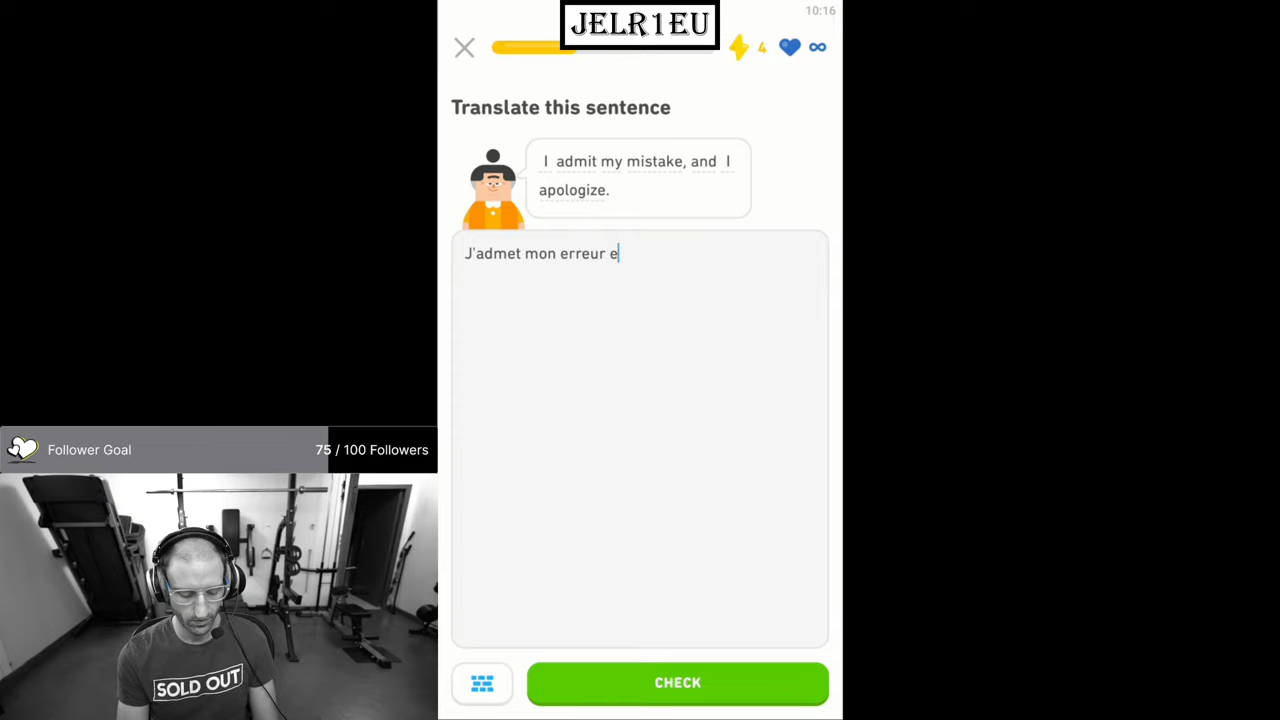 JELR1EU
10:16
4
Translate this sentence
I admit my mistake, and I
apologize.
J'admet mon erreur e
Follower Goal
75 / 100 Followers
SOLD OUT
CHECK